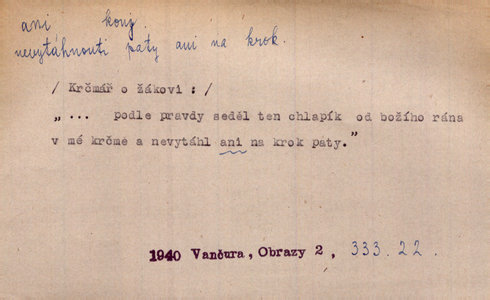 ani konj.
nevytáhnouti paty ani na krok.
/ Krčmář o žákovi : /
„... podle pravdy seděl ten chlapík od božího rána
v mé krčme a nevytáhl ani na krok paty."
1940 Vančura, Obrazy 2, 333.22.